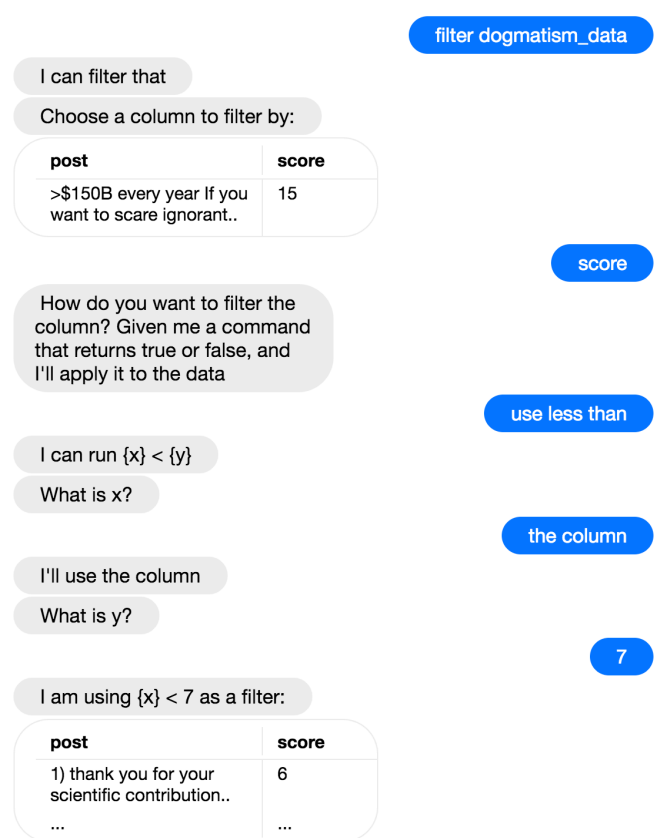 filter dogmatism_data
I can filter that
Choose a column to filter by:
post score
>$150B every year If you 15
want to scare ignorant..
score
How do you want to filter the
column? Given me a command
that returns true or false, and
I'll apply it to the data
use less than
I can run {x} < {y}
What is x?
the column
I'll use the column
What is y?
7
I am using {x} < 7 as a filter:
post score
1) thank you for your 6
scientific contribution..
... ...